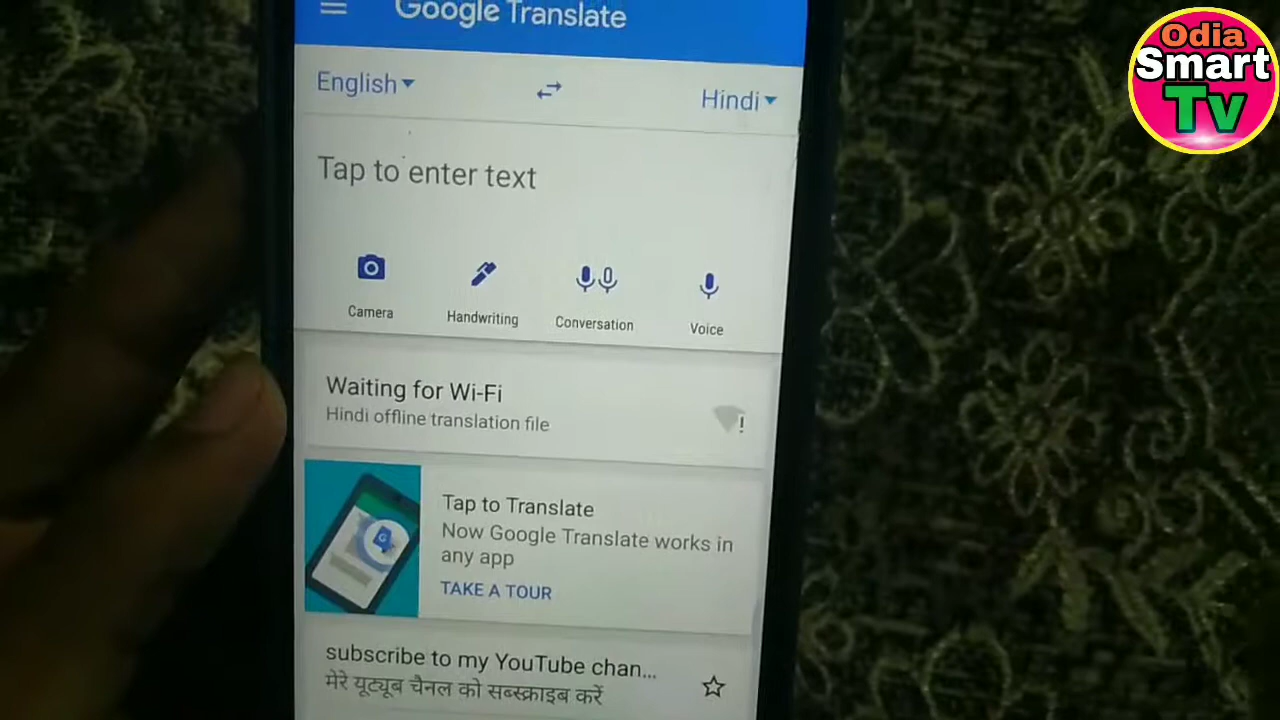 Google Translate
English
Hindi
Tap to enter text
Camera
Handwriting
Conversation
Voice
Waiting for Wi-Fi
Hindi offline translation file
Tap to Translate
Now Google Translate works in
any app
TAKE A TOUR
subscribe to my YouTube chan...
मेरे यूट्यूब चैनल को सब्स्क्राइब करें
Odia
Smart
Tv